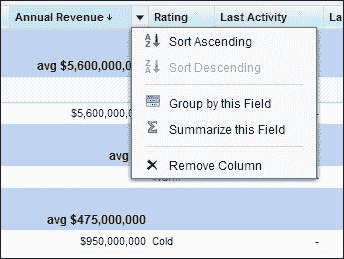 Annual Revenue ↓ Rating Last Activity La
Sort Ascending
avg $5,600,000,0
Sort Descending
Group by this Field
$5,600,000,
Summarize this Field
avg
Remove Column
avg $475,000,000
$950,000,000 Cold -